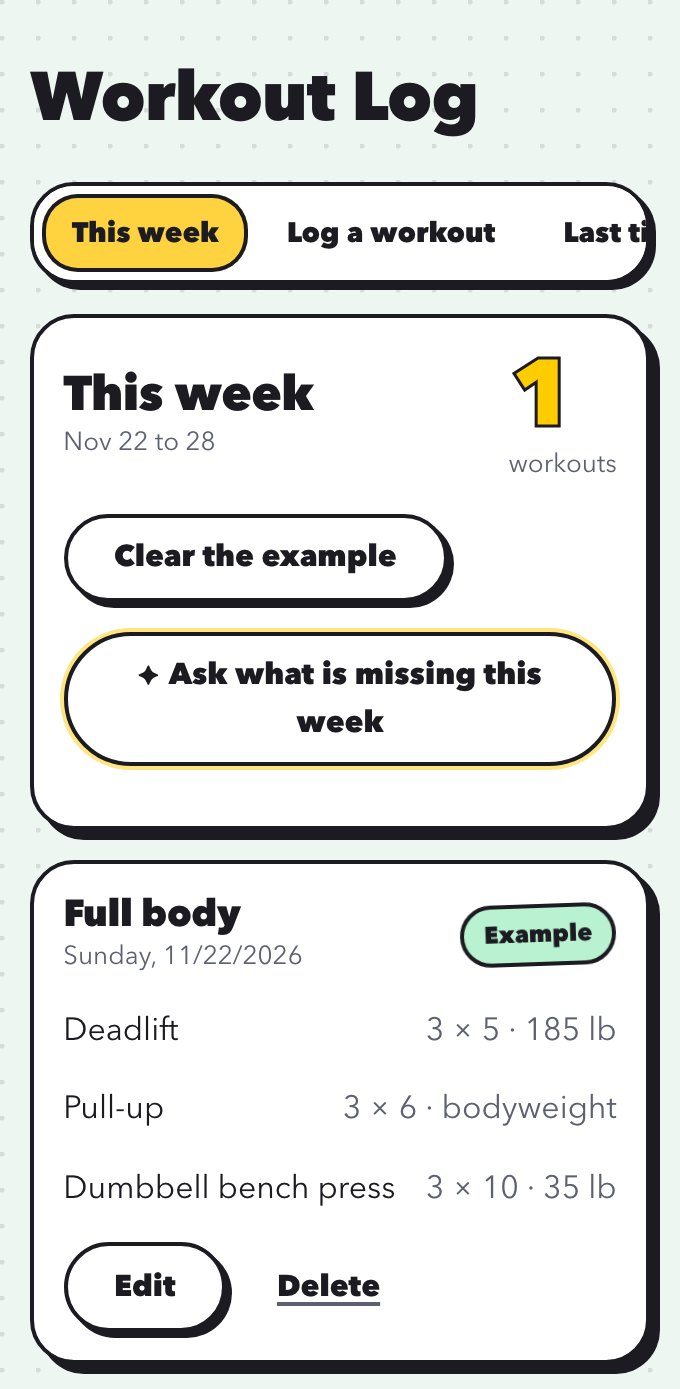 Workout Log
This week
Log a workout
Last ti
This week
Nov 22 to 28
1
workouts
Clear the example
✦ Ask what is missing this
week
Full body
Sunday, 11/22/2026
Example
Deadlift 3 × 5 · 185 lb
Pull-up 3 × 6 · bodyweight
Dumbbell bench press 3 × 10 · 35 lb
Edit
Delete